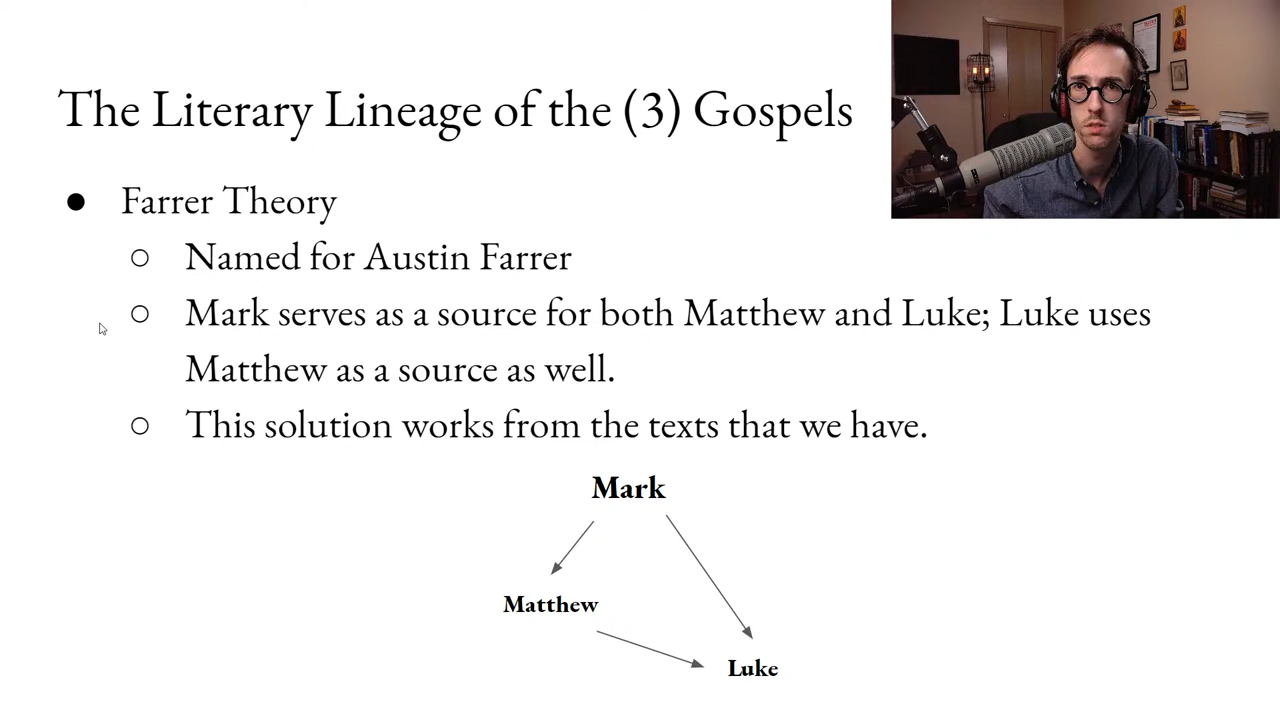 The Literary Lineage of the (3) Gospels
● Farrer Theory
○ Named for Austin Farrer
○ Mark serves as a source for both Matthew and Luke; Luke uses
Matthew as a source as well.
○ This solution works from the texts that we have.
Mark
Matthew
Luke